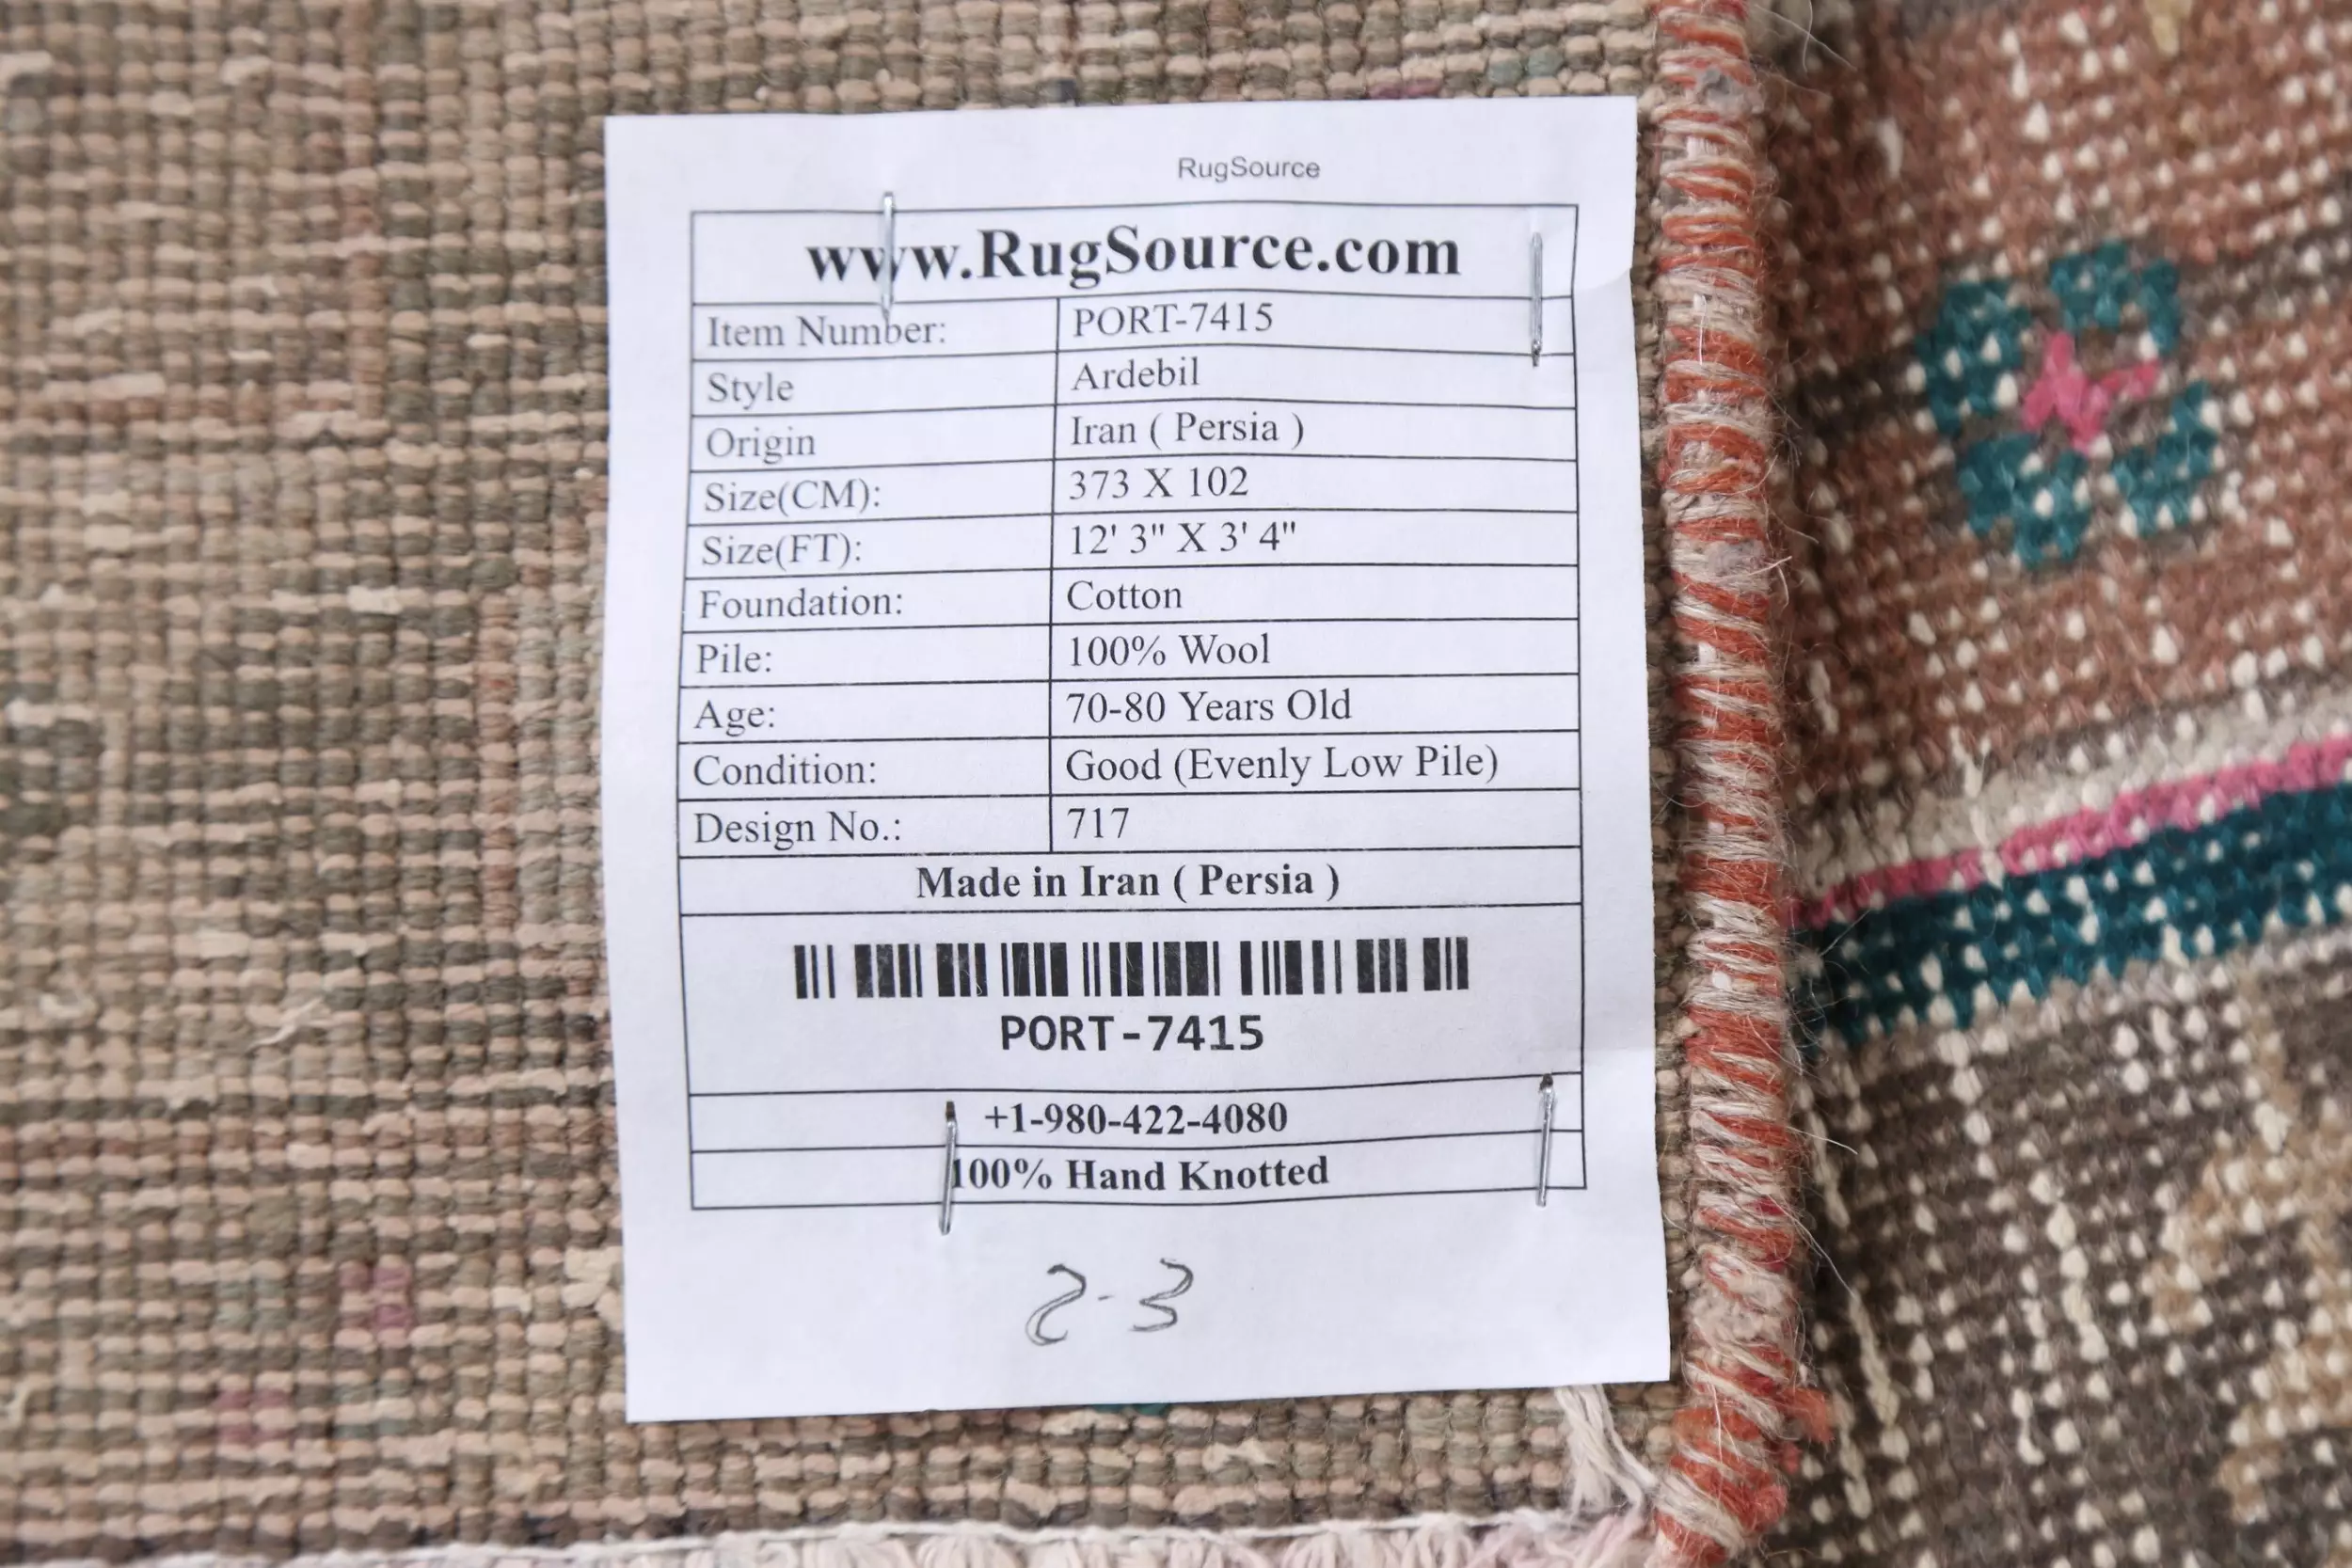 RugSource
www.RugSource.com
Item Number: PORT-7415
Style Ardebil
Origin Iran ( Persia )
Size(CM): 373 X 102
Size(FT): 12' 3" X 3' 4"
Foundation: Cotton
Pile: 100% Wool
Age: 70-80 Years Old
Condition: Good (Evenly Low Pile)
Design No.: 717
Made in Iran ( Persia )
PORT-7415
+1-980-422-4080
100% Hand Knotted
2-3